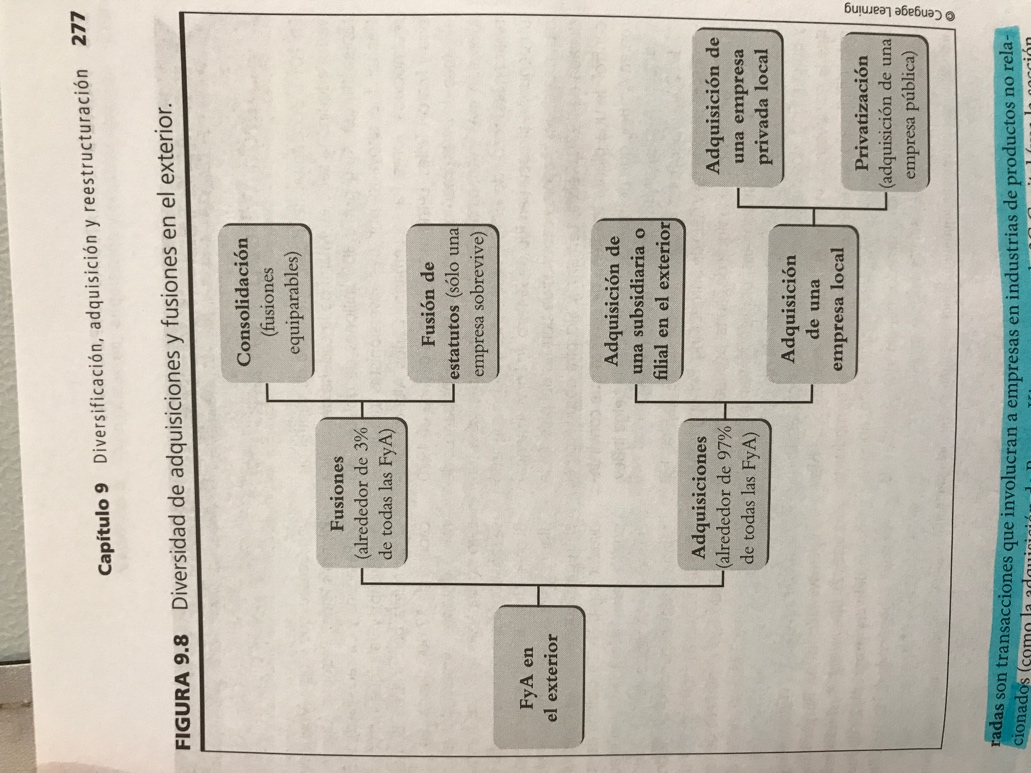 Capítulo 9 Diversificación, adquisición y reestructuración 277
FIGURA 9.8 Diversidad de adquisiciones y fusiones en el exterior.
FyA en
el exterior
Fusiones
(alrededor de 3%
de todas las FyA)
Consolidación
(fusiones
equiparables)
Fusión de
estatutos (sólo una
empresa sobrevive)
Adquisiciones
(alrededor de 97%
de todas las FyA)
Adquisición de
una subsidiaria o
filial en el exterior
Adquisición
de una
empresa local
Adquisición de
una empresa
privada local
Privatización
(adquisición de una
empresa pública)
© Cengage Learning
radas son transacciones que involucran a empresas en industrias de productos no rela-
cionados (como la adquisición de